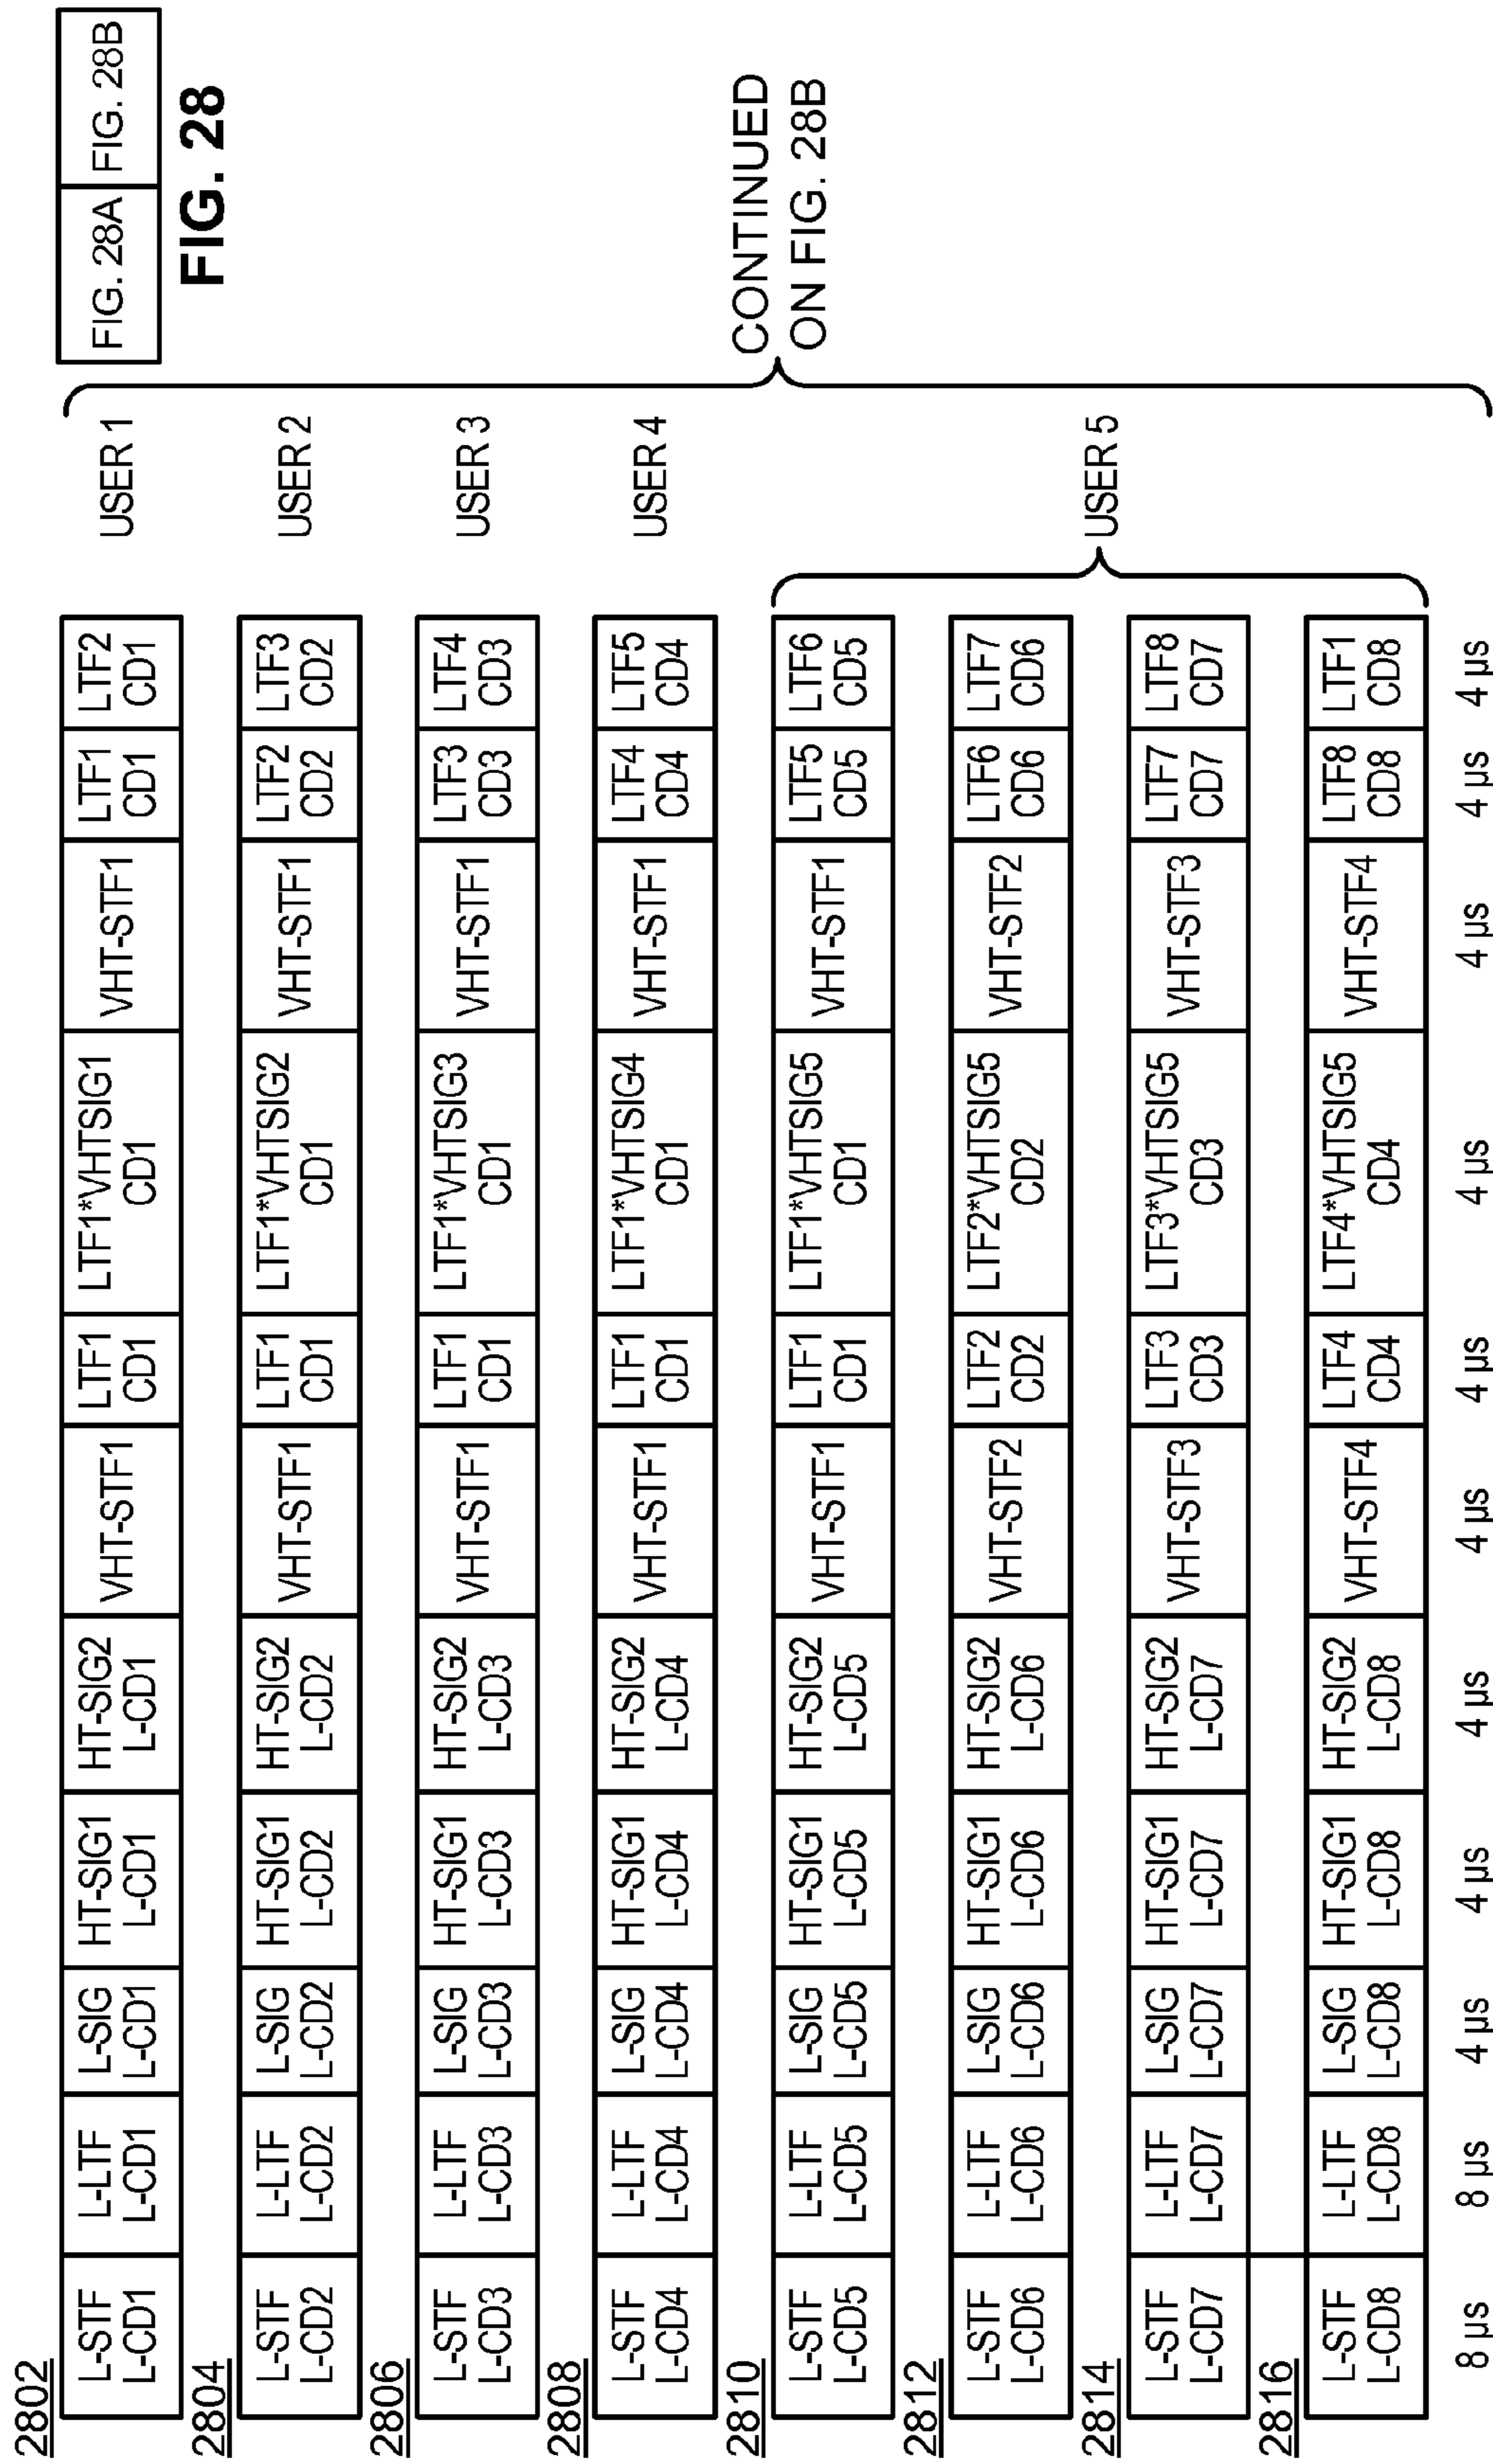 FIG. 28A
FIG. 28B
FIG. 28
2802
L-STF
L-CD1
L-LTF
L-CD1
L-SIG
L-CD1
HT-SIG1
L-CD1
HT-SIG2
L-CD1
VHT-STF1
LTF1
CD1
LTF1*VHTSIG1
CD1
VHT-STF1
LTF1
CD1
LTF2
CD1
USER 1
2804
L-STF
L-CD2
L-LTF
L-CD2
L-SIG
L-CD2
HT-SIG1
L-CD2
HT-SIG2
L-CD2
VHT-STF1
LTF1
CD1
LTF1*VHTSIG2
CD1
VHT-STF1
LTF2
CD2
LTF3
CD2
USER 2
2806
L-STF
L-CD3
L-LTF
L-CD3
L-SIG
L-CD3
HT-SIG1
L-CD3
HT-SIG2
L-CD3
VHT-STF1
LTF1
CD1
LTF1*VHTSIG3
CD1
VHT-STF1
LTF3
CD3
LTF4
CD3
USER 3
2808
L-STF
L-CD4
L-LTF
L-CD4
L-SIG
L-CD4
HT-SIG1
L-CD4
HT-SIG2
L-CD4
VHT-STF1
LTF1
CD1
LTF1*VHTSIG4
CD1
VHT-STF1
LTF4
CD4
LTF5
CD4
USER 4
2810
L-STF
L-CD5
L-LTF
L-CD5
L-SIG
L-CD5
HT-SIG1
L-CD5
HT-SIG2
L-CD5
VHT-STF1
LTF1
CD1
LTF1*VHTSIG5
CD1
VHT-STF1
LTF5
CD5
LTF6
CD5
2812
L-STF
L-CD6
L-LTF
L-CD6
L-SIG
L-CD6
HT-SIG1
L-CD6
HT-SIG2
L-CD6
VHT-STF2
LTF2
CD2
LTF2*VHTSIG5
CD2
VHT-STF2
LTF6
CD6
LTF7
CD6
2814
L-STF
L-CD7
L-LTF
L-CD7
L-SIG
L-CD7
HT-SIG1
L-CD7
HT-SIG2
L-CD7
VHT-STF3
LTF3
CD3
LTF3*VHTSIG5
CD3
VHT-STF3
LTF7
CD7
LTF8
CD7
2816
L-STF
L-CD8
L-LTF
L-CD8
L-SIG
L-CD8
HT-SIG1
L-CD8
HT-SIG2
L-CD8
VHT-STF4
LTF4
CD4
LTF4*VHTSIG5
CD4
VHT-STF4
LTF8
CD8
LTF1
CD8
USER 5
8 µs
8 µs
4 µs
4 µs
4 µs
4 µs
4 µs
4 µs
4 µs
4 µs
4 µs
CONTINUED
ON FIG. 28B